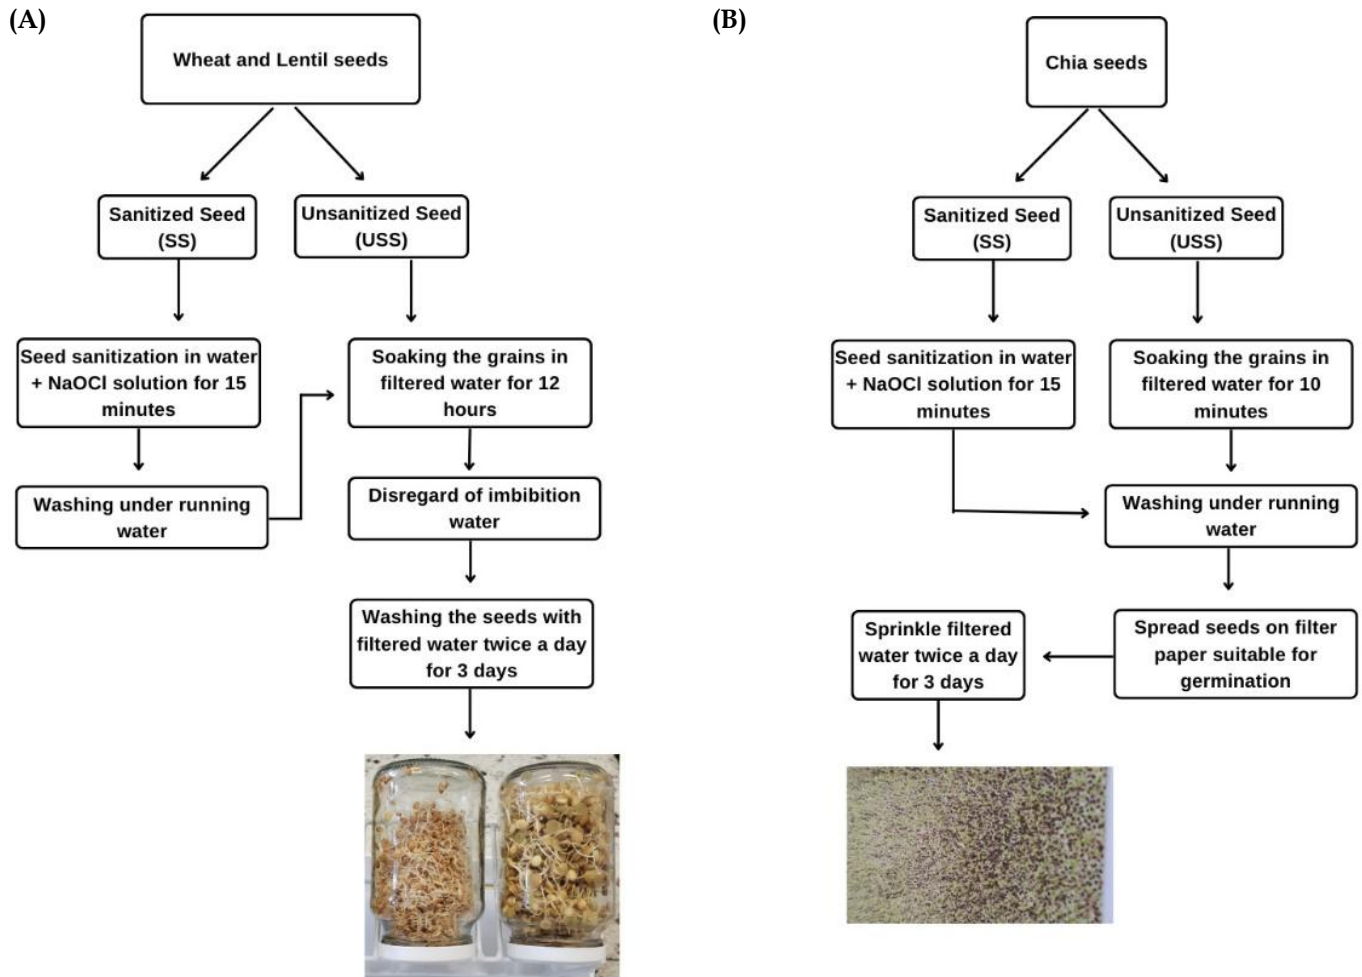 (A)
Wheat and Lentil seeds
Sanitized Seed
(SS)
Unsanitized Seed
(USS)
Seed sanitization in water
+ NaOCl solution for 15
minutes
Soaking the grains in
filtered water for 12
hours
Washing under running
water
Disregard of imbibition
water
Washing the seeds with
filtered water twice a day
for 3 days
(B)
Chia seeds
Sanitized Seed
(SS)
Unsanitized Seed
(USS)
Seed sanitization in water
+ NaOCl solution for 15
minutes
Soaking the grains in
filtered water for 10
minutes
Washing under running
water
Spread seeds on filter
paper suitable for
germination
Sprinkle filtered
water twice a day
for 3 days